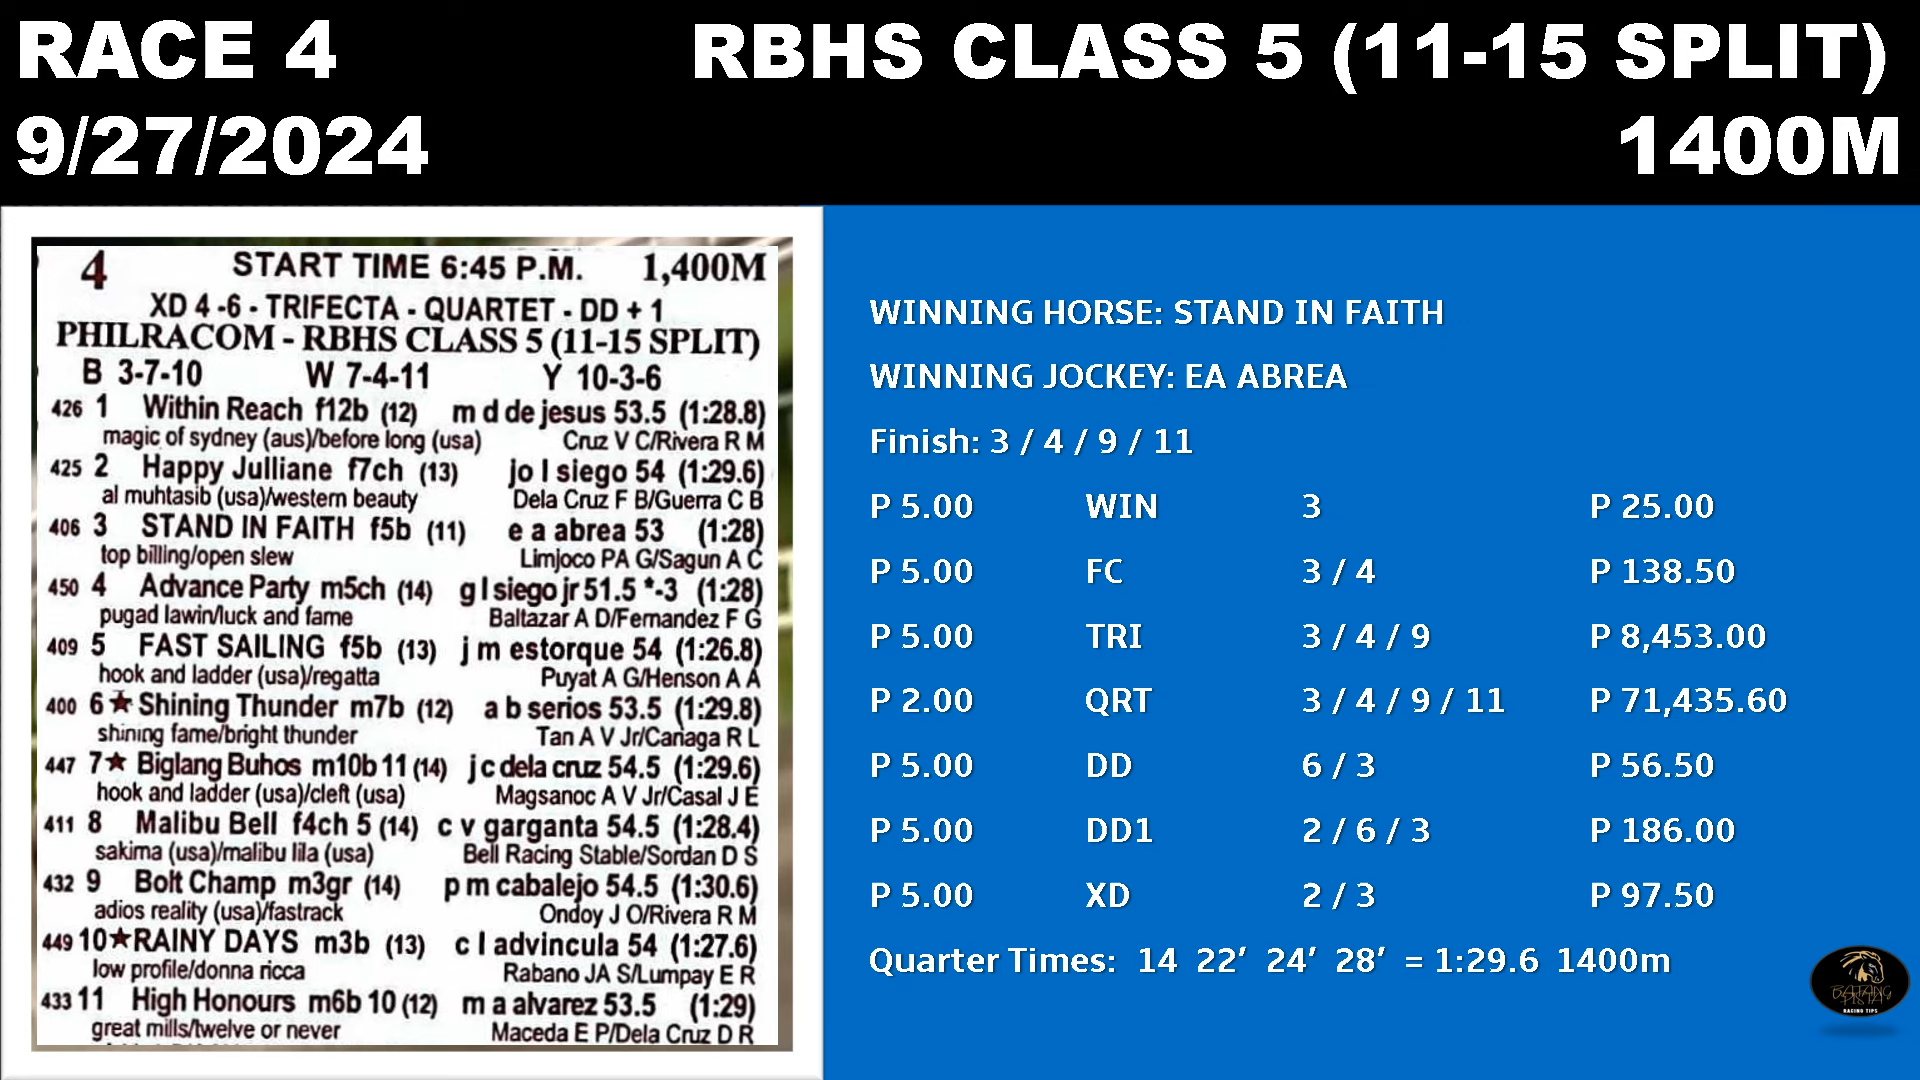 RACE 4 RBHS CLASS 5 (11-15 SPLIT)
9/27/2024 1400M
4 START TIME 6:45 P.M. 1,400M
XD 4 -6 - TRIFECTA - QUARTET - DD + 1
PHILRACOM - RBHS CLASS 5 (11-15 SPLIT)
B 3-7-10 W 7-4-11 Y 10-3-6
426 1 Within Reach f12b (12) m d de jesus 53.5 (1:28.8)
magic of sydney (aus)/before long (usa) Cruz V C/Rivera R M
425 2 Happy Julliane f7ch (13) jo l siego 54 (1:29.6)
al muhtasib (usa)/western beauty Dela Cruz F B/Guerra C B
406 3 STAND IN FAITH f5b (11) e a abrea 53 (1:28)
top billing/open slew Limjoco PA G/Sagun A C
450 4 Advance Party m5ch (14) g l siego jr 51.5 *-3 (1:28)
pugad lawin/luck and fame Baltazar A D/Fernandez F G
409 5 FAST SAILING f5b (13) j m estorque 54 (1:26.8)
hook and ladder (usa)/regatta Puyat A G/Henson A A
400 6★ Shining Thunder m7b (12) a b serios 53.5 (1:29.8)
shining fame/bright thunder Tan A V Jr/Cañaga R L
447 7★ Biglang Buhos m10b 11 (14) j c dela cruz 54.5 (1:29.6)
hook and ladder (usa)/cleft (usa) Magsanoc A V Jr/Casal J E
411 8 Malibu Bell f4ch 5 (14) c v garganta 54.5 (1:28.4)
sakima (usa)/malibu lila (usa) Bell Racing Stable/Sordan D S
432 9 Bolt Champ m3gr (14) p m cabalejo 54.5 (1:30.6)
adios reality (usa)/fastrack Ondoy J O/Rivera R M
449 10★RAINY DAYS m3b (13) c l advincula 54 (1:27.6)
low profile/donna ricca Rabano JA S/Lumpay E R
433 11 High Honours m6b 10 (12) m a alvarez 53.5 (1:29)
great mills/twelve or never Maceda E P/Dela Cruz D R
WINNING HORSE: STAND IN FAITH
WINNING JOCKEY: EA ABREA
Finish: 3 / 4 / 9 / 11
P 5.00 WIN 3 P 25.00
P 5.00 FC 3 / 4 P 138.50
P 5.00 TRI 3 / 4 / 9 P 8,453.00
P 2.00 QRT 3 / 4 / 9 / 11 P 71,435.60
P 5.00 DD 6 / 3 P 56.50
P 5.00 DD1 2 / 6 / 3 P 186.00
P 5.00 XD 2 / 3 P 97.50
Quarter Times: 14 22’ 24’ 28’ = 1:29.6 1400m
BATANG
PISTA
RACING TIPS